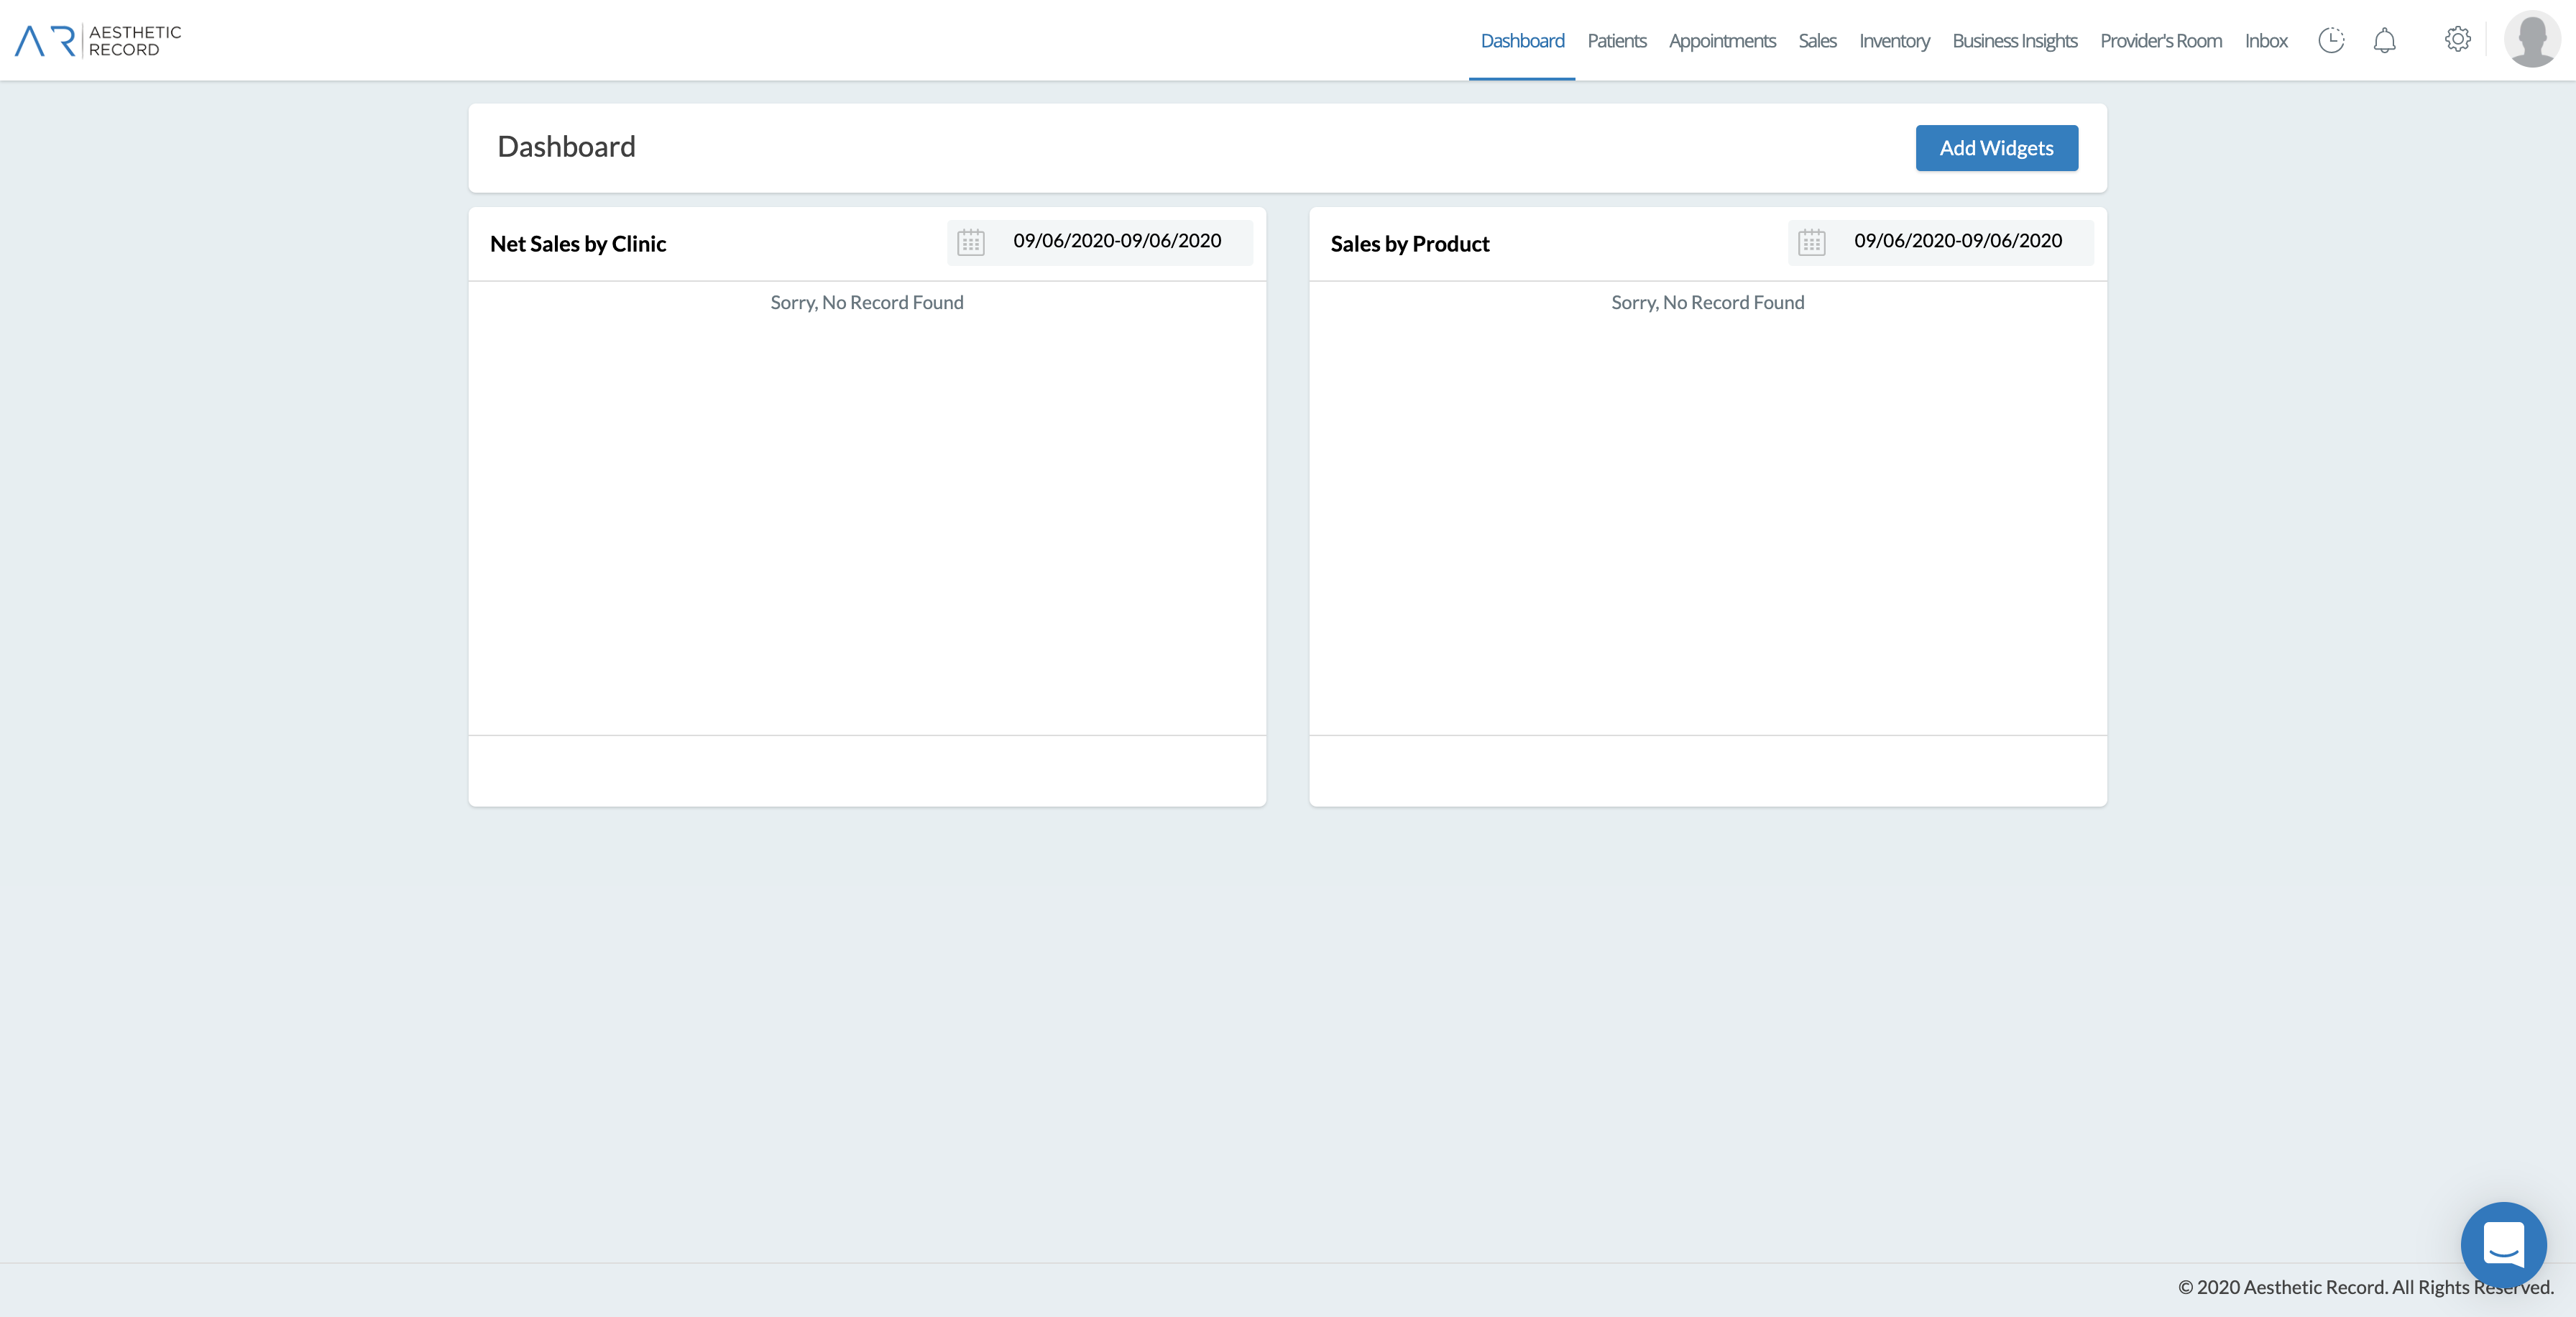 AR AESTHETIC
RECORD
Dashboard Patients Appointments Sales Inventory Business Insights Provider's Room Inbox
Dashboard
Add Widgets
Net Sales by Clinic
09/06/2020-09/06/2020
Sorry, No Record Found
Sales by Product
09/06/2020-09/06/2020
Sorry, No Record Found
© 2020 Aesthetic Record. All Rights Reserved.